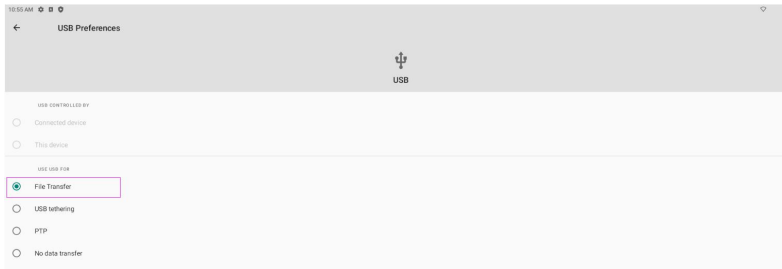 10:55 AM
USB Preferences
USB
USB CONTROLLED BY
Connected device
This device
USE USB FOR
File Transfer
USB tethering
PTP
No data transfer